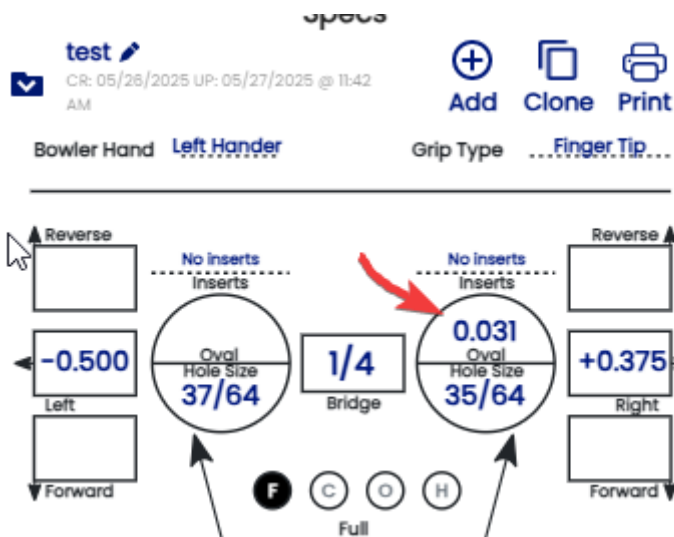 Specs
test
CR: 05/26/2025 UP: 05/27/2025 @ 11:42
AM
Add Clone Print
Bowler Hand Left Hander Grip Type Finger Tip
Reverse Reverse
No inserts No inserts
Inserts Inserts
0.031
-0.500 Oval 1/4 Oval +0.375
Hole Size Hole Size
37/64 35/64
Left Bridge Right
F C O H
Forward Forward
Full